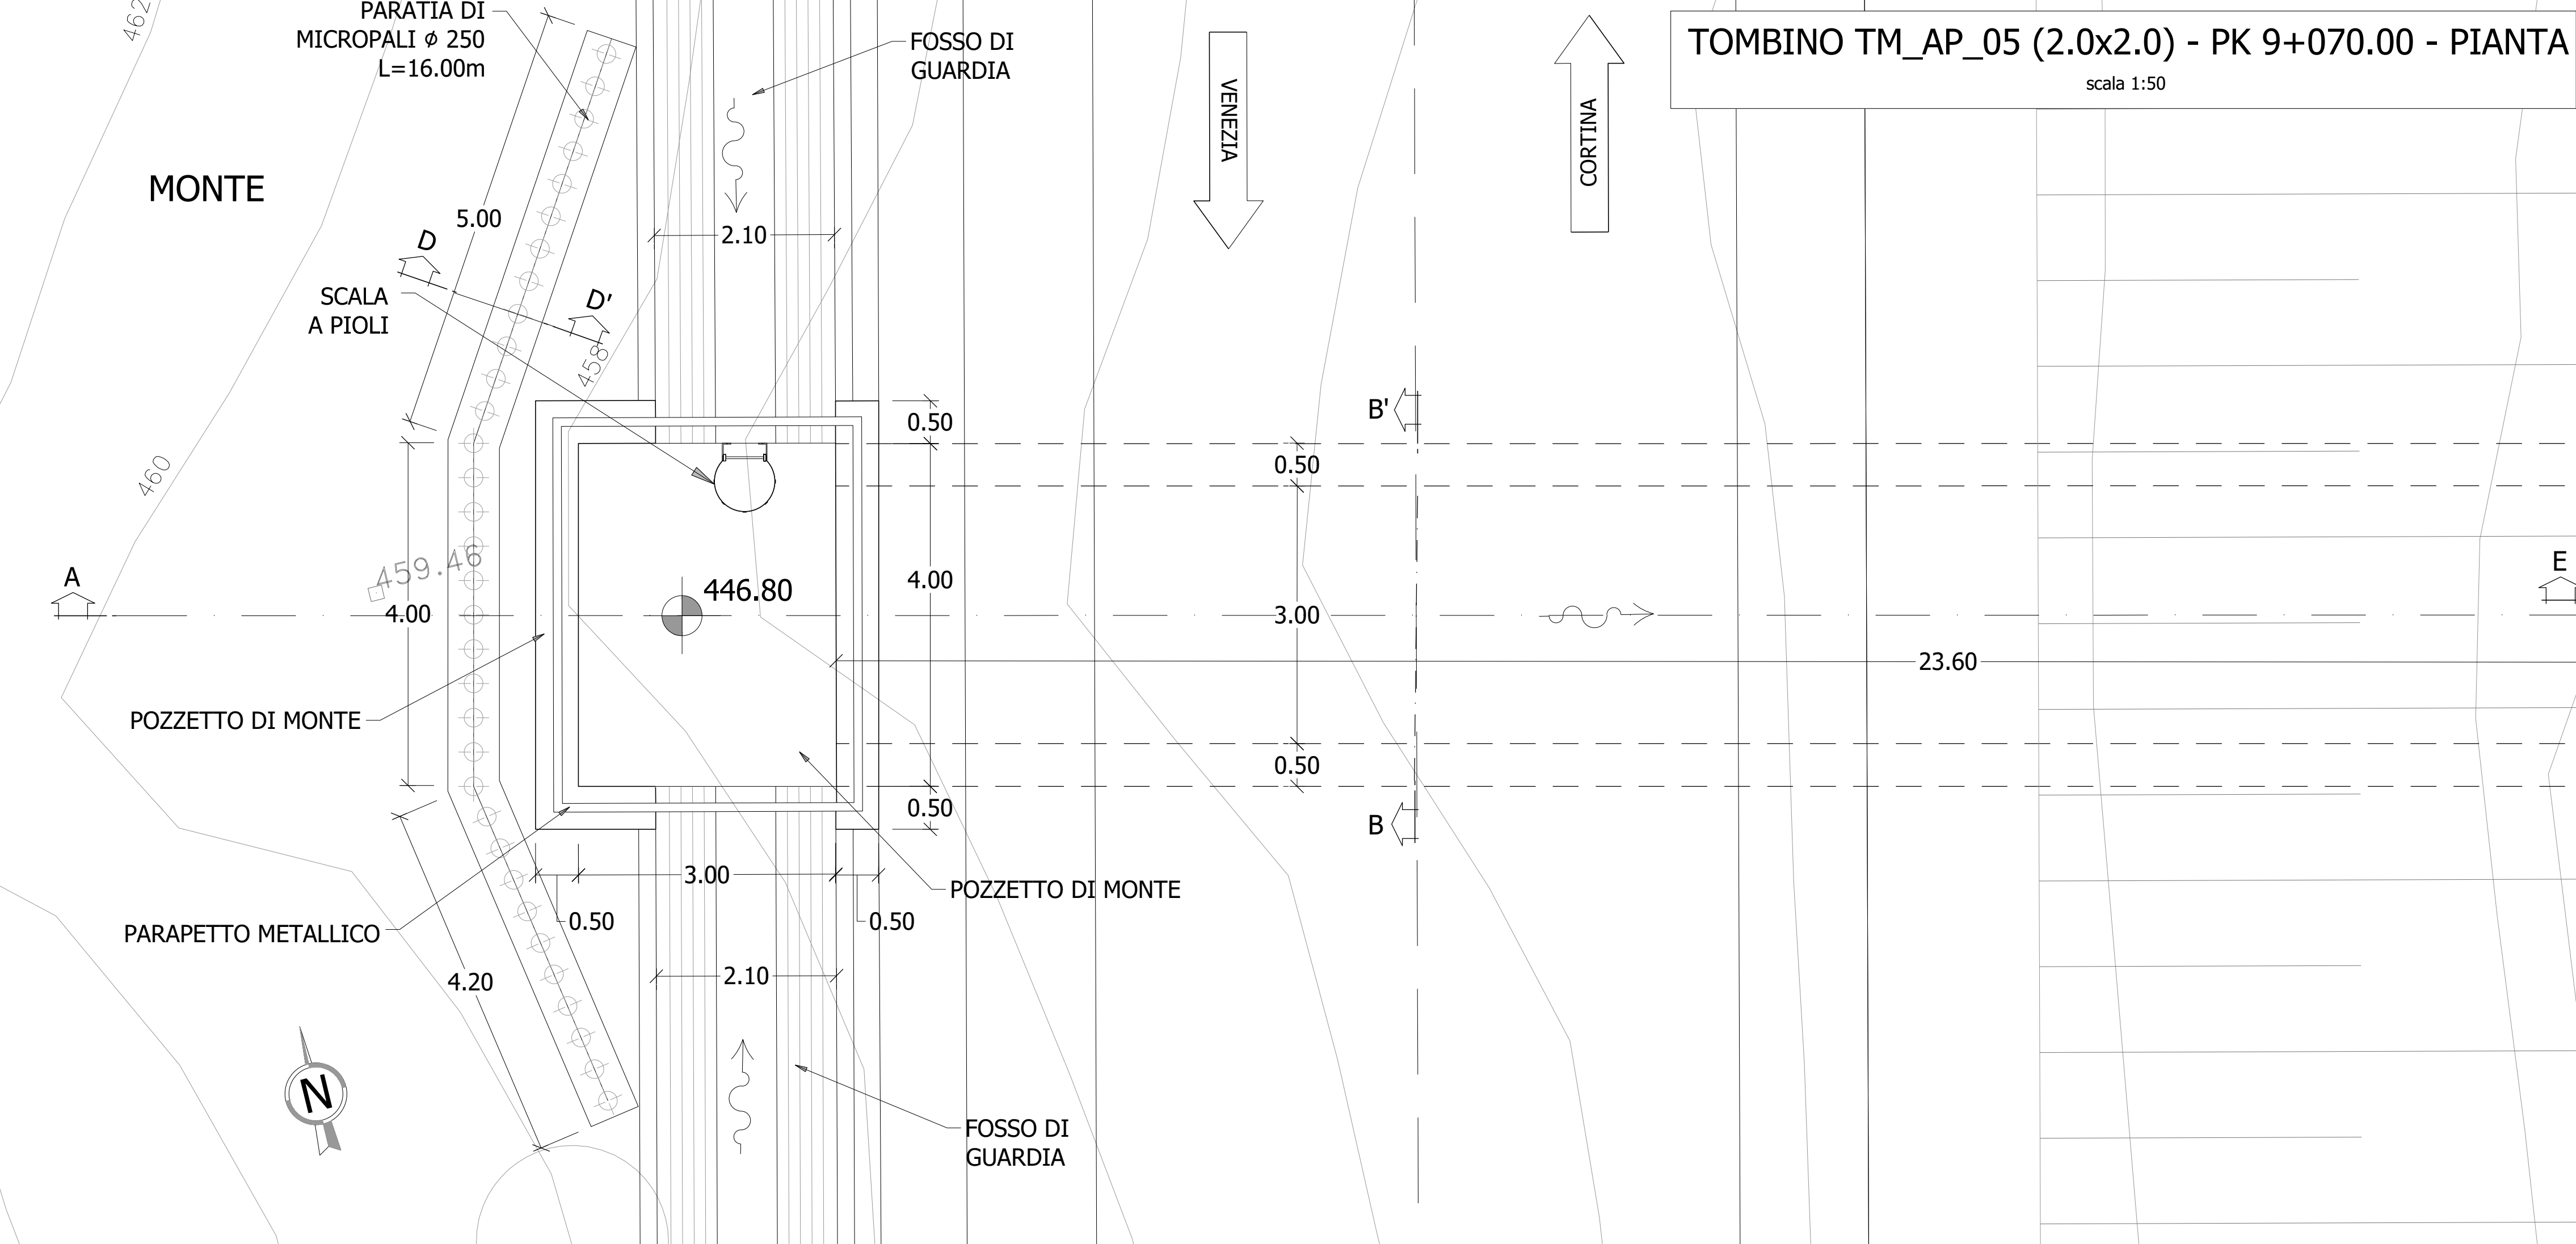 PARATIA DI
MICROPALI ϕ 250
L=16.00m
462
FOSSO DI
GUARDIA
VENEZIA
CORTINA
TOMBINO TM_AP_05 (2.0x2.0) - PK 9+070.00 - PIANTA
scala 1:50
MONTE
5.00
2.10
D
D'
SCALA
A PIOLI
458
B'
0.50
0.50
460
459.46
A
4.00
446.80
4.00
3.00
E
23.60
POZZETTO DI MONTE
0.50
0.50
B
3.00
POZZETTO DI MONTE
0.50
0.50
PARAPETTO METALLICO
4.20
2.10
N
FOSSO DI
GUARDIA